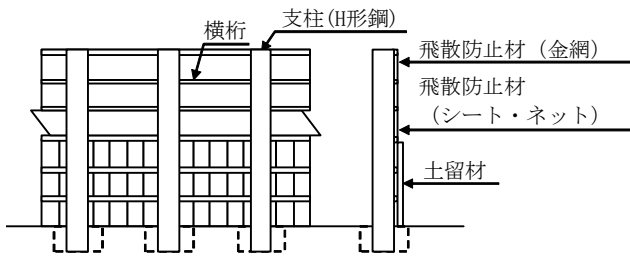 支柱(H形鋼)
横桁
飛散防止材（金網）
飛散防止材
（シート・ネット）
土留材